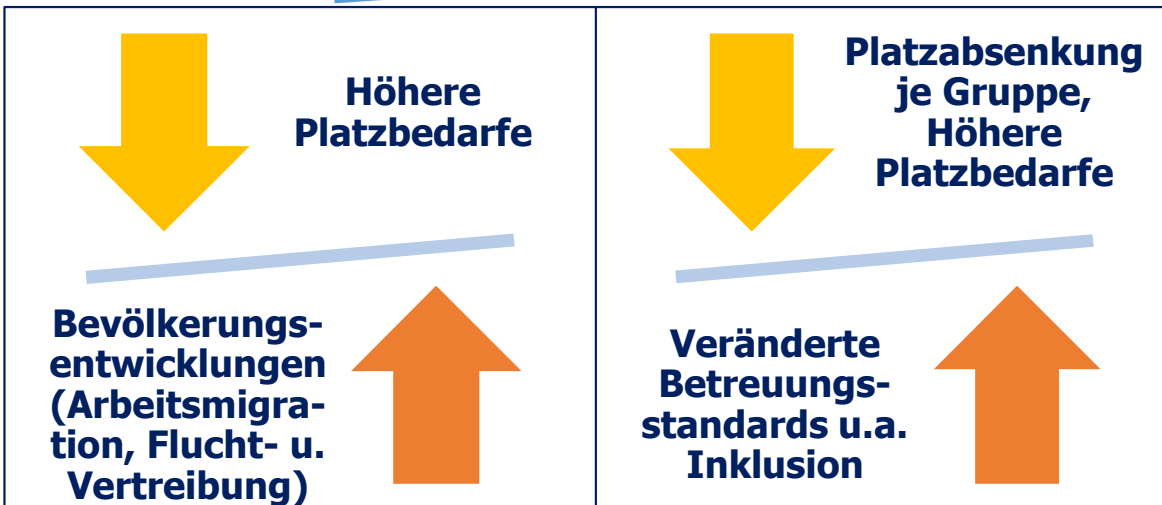 Höhere
Platzbedarfe
Bevölkerungs-
entwicklungen
(Arbeitsmigra-
tion, Flucht- u.
Vertreibung)
Platzabsenkung
je Gruppe,
Höhere
Platzbedarfe
Veränderte
Betreuungs-
standards u.a.
Inklusion